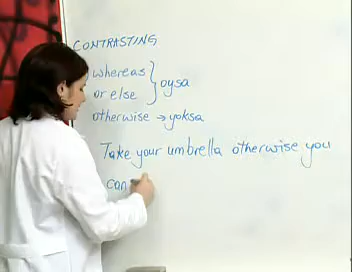 CONTRASTING
whereas
or else } oysa
otherwise → yoksa
Take your umbrella otherwise you
can